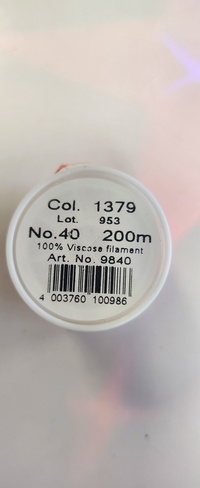 Col. 1379
Lot. 953
No.40 200m
100% Viscose filament
Art. No. 9840
4 003760 100986